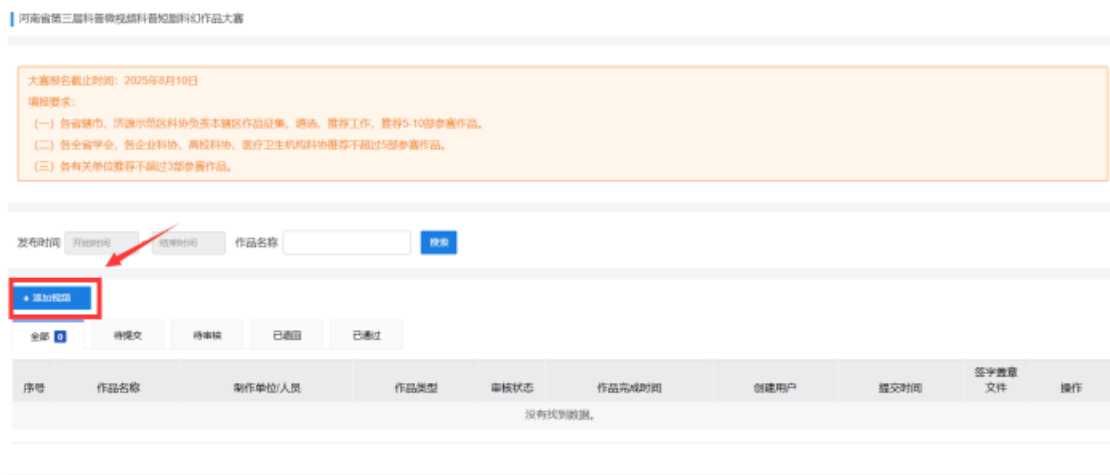 河南省第三届科普微视频科普短剧科幻作品大赛
大赛报名截止时间：2025年8月10日
填报要求：
（一）各省辖市、济源示范区科协负责本辖区作品征集、遴选、推荐工作，推荐5-10部参赛作品。
（二）各全省学会、各企业科协、高校科协、医疗卫生机构科协推荐不超过5部参赛作品。
（三）各有关单位推荐不超过3部参赛作品。
发布时间 开始时间 - 结束时间 作品名称 搜索
+ 添加视频
全部 0 待提交 待审核 已退回 已通过
序号 作品名称 制作单位/人员 作品类型 审核状态 作品完成时间 创建用户 提交时间 签字盖章文件 操作
没有找到数据。